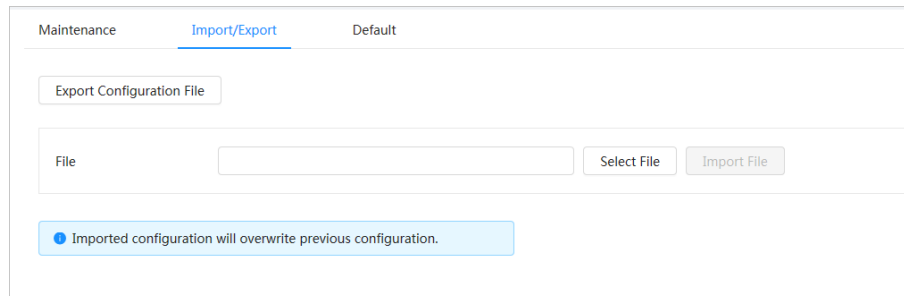 Maintenance Import/Export Default
Export Configuration File
File Select File Import File
Imported configuration will overwrite previous configuration.